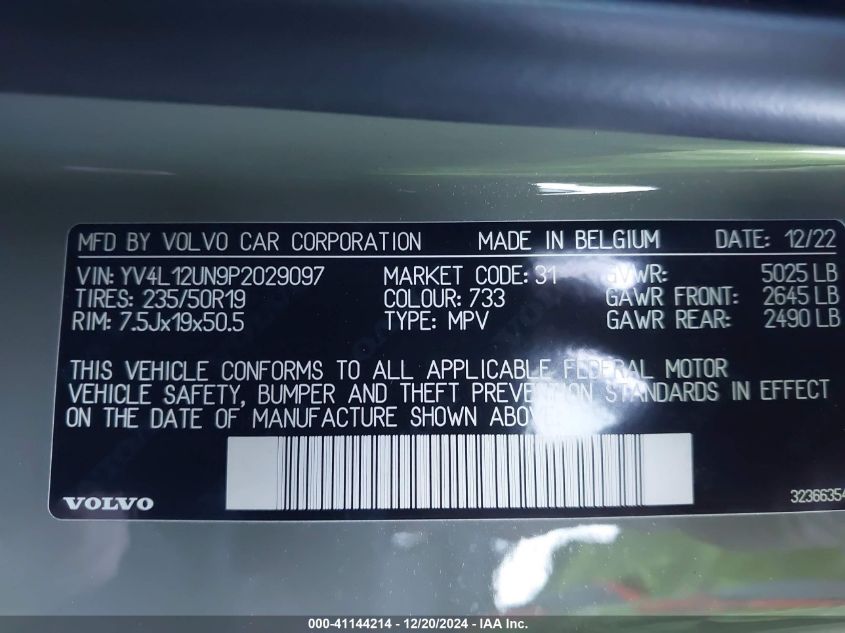 MFD BY VOLVO CAR CORPORATION MADE IN BELGIUM DATE: 12/22
VIN: YV4L12UN9P2029097 MARKET CODE: 31 GVWR: 5025 LB
TIRES: 235/50R19 COLOUR: 733 GAWR FRONT: 2645 LB
RIM: 7.5Jx19x50.5 TYPE: MPV GAWR REAR: 2490 LB
THIS VEHICLE CONFORMS TO ALL APPLICABLE FEDERAL MOTOR
VEHICLE SAFETY, BUMPER AND THEFT PREVENTION STANDARDS IN EFFECT
ON THE DATE OF MANUFACTURE SHOWN ABOVE.
VOLVO 32366354
000-41144214 - 12/20/2024 - IAA Inc.